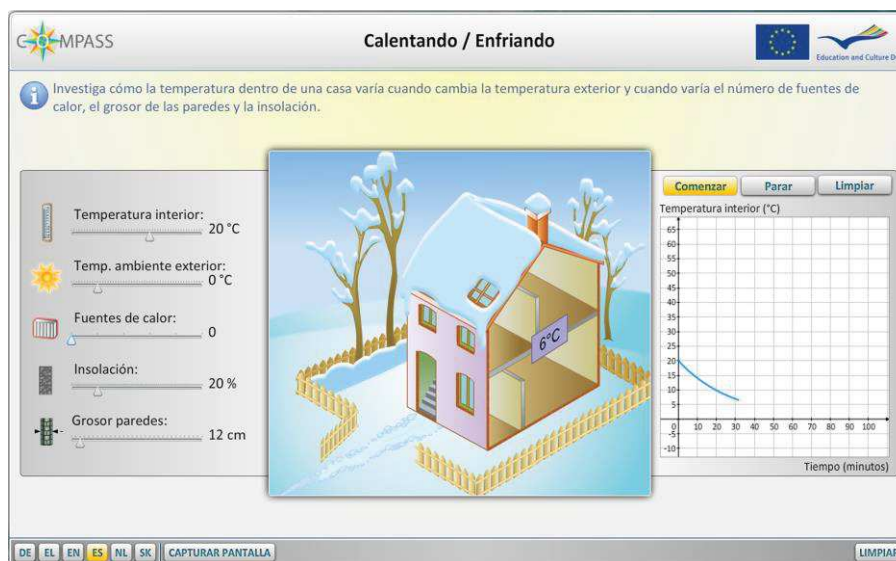 COMPASS
Calentando / Enfriando
Education and Culture D
Investiga cómo la temperatura dentro de una casa varía cuando cambia la temperatura exterior y cuando varía el número de fuentes de
calor, el grosor de las paredes y la insolación.
Temperatura interior:
20 °C
Temp. ambiente exterior:
0 °C
Fuentes de calor:
0
Insolación:
20 %
Grosor paredes:
12 cm
6°C
Comenzar Parar Limpiar
Temperatura interior (°C)
65
60
55
50
45
40
35
30
25
20
15
10
5
0 10 20 30 40 50 60 70 80 90 100
-5
-10
Tiempo (minutos)
DE EL EN ES NL SK CAPTURAR PANTALLA LIMPIAR